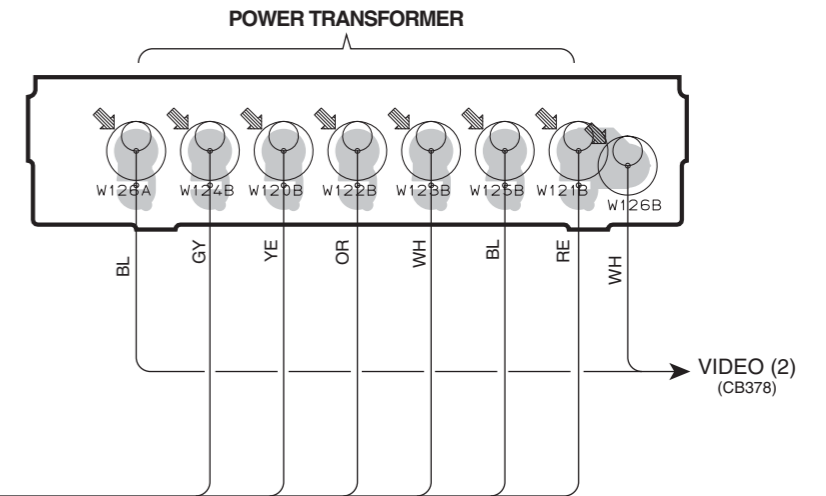 POWER TRANSFORMER
W126A W124B W120B W122B W123B W125B W121B
W126B
BL GY YE OR WH BL RE WH
VIDEO (2)
(CB378)